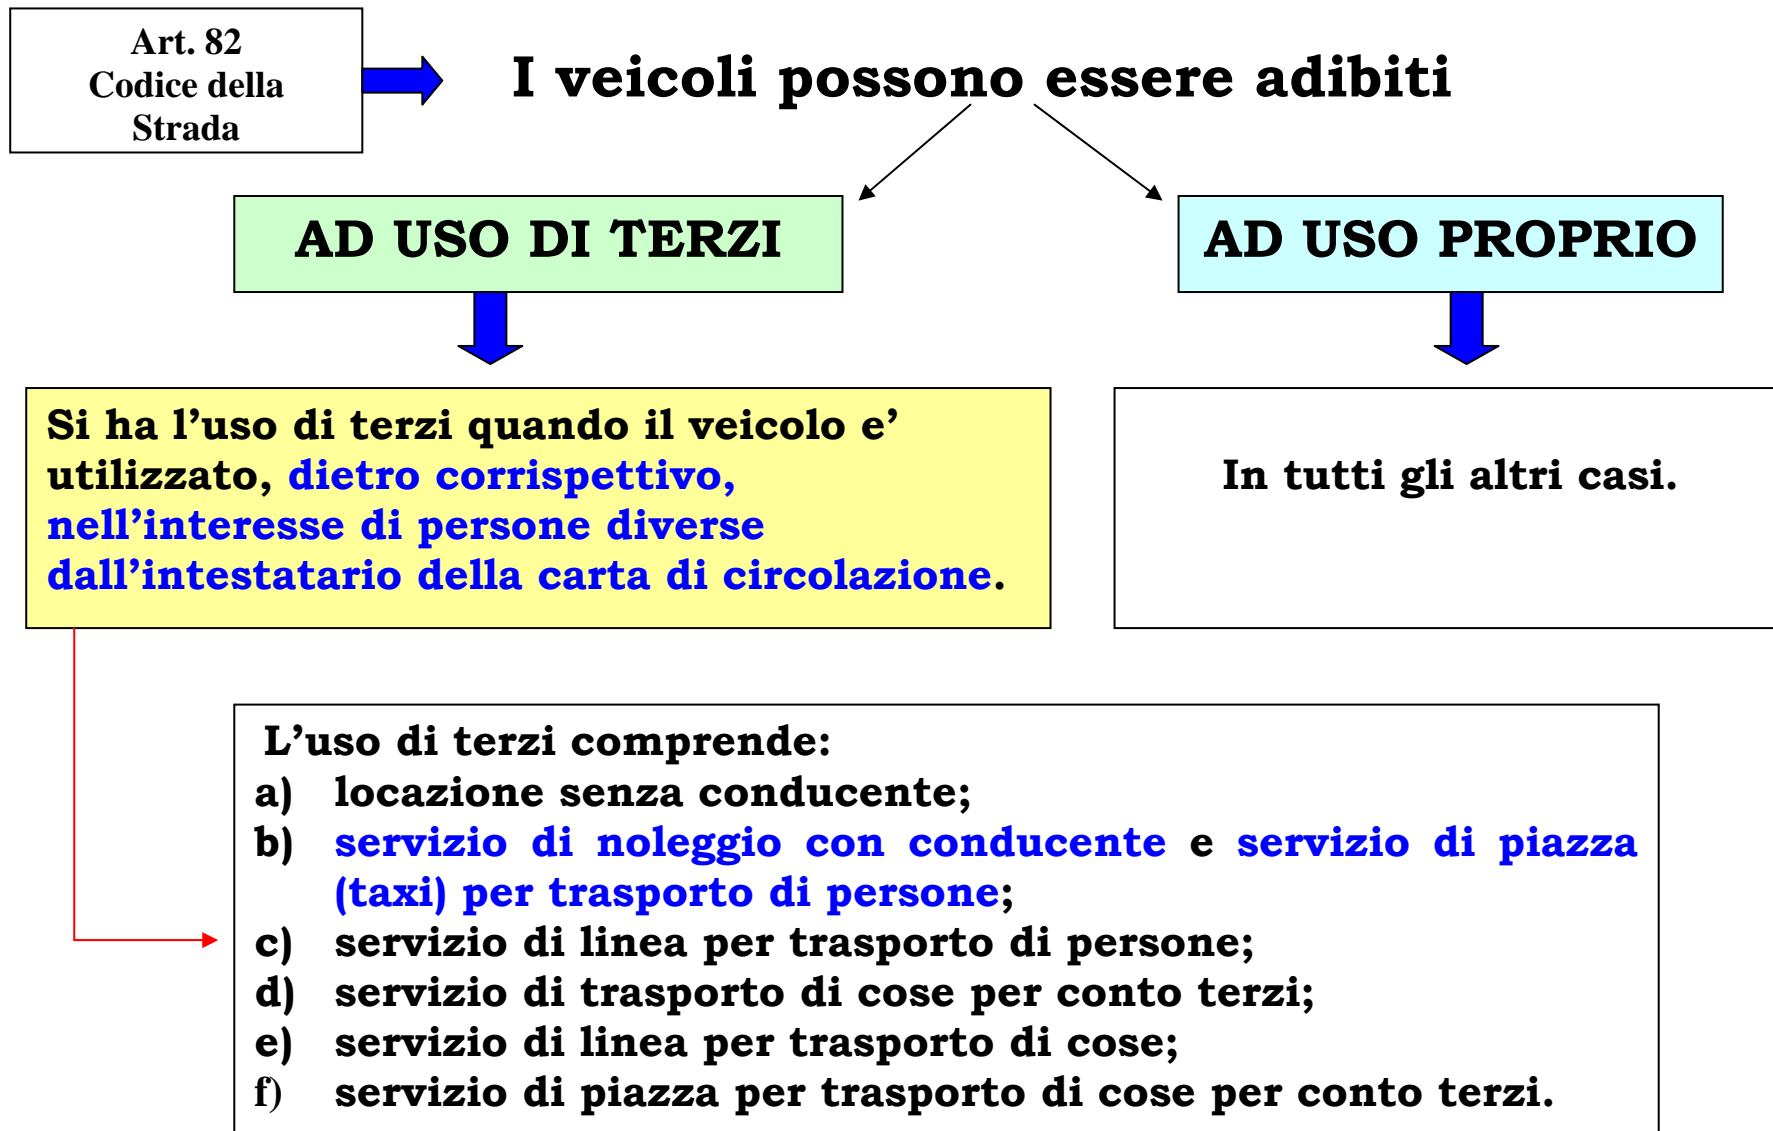 Art. 82
Codice della
Strada
I veicoli possono essere adibiti
AD USO DI TERZI
AD USO PROPRIO
Si ha l’uso di terzi quando il veicolo e’
utilizzato, dietro corrispettivo,
nell’interesse di persone diverse
dall’intestatario della carta di circolazione.
In tutti gli altri casi.
L’uso di terzi comprende:
a) locazione senza conducente;
b) servizio di noleggio con conducente e servizio di piazza
(taxi) per trasporto di persone;
c) servizio di linea per trasporto di persone;
d) servizio di trasporto di cose per conto terzi;
e) servizio di linea per trasporto di cose;
f) servizio di piazza per trasporto di cose per conto terzi.